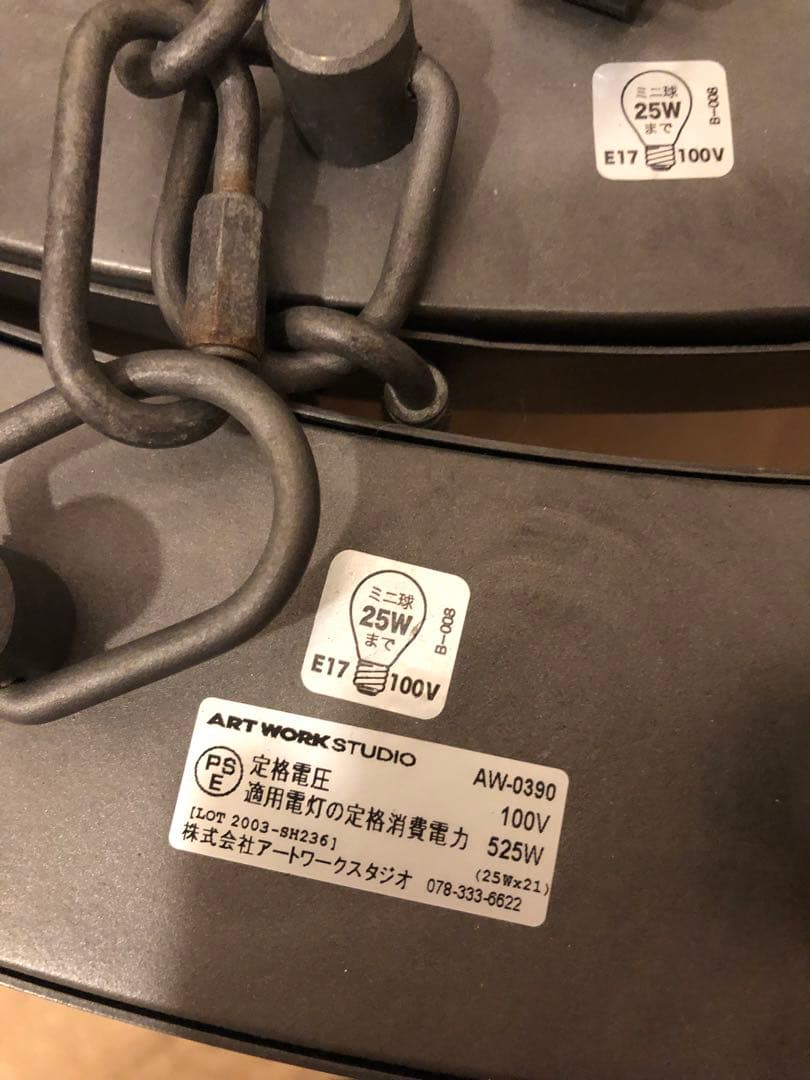 ミニ球
25W
まで
E17 100V
B-008
ミニ球
25W
まで
E17 100V
B-008
ART WORK STUDIO
AW-0390
PSE 定格電圧 100V
適用電灯の定格消費電力 525W
(25Wx21)
[LOT 2003-SH236]
株式会社アートワークスタジオ 078-333-6622